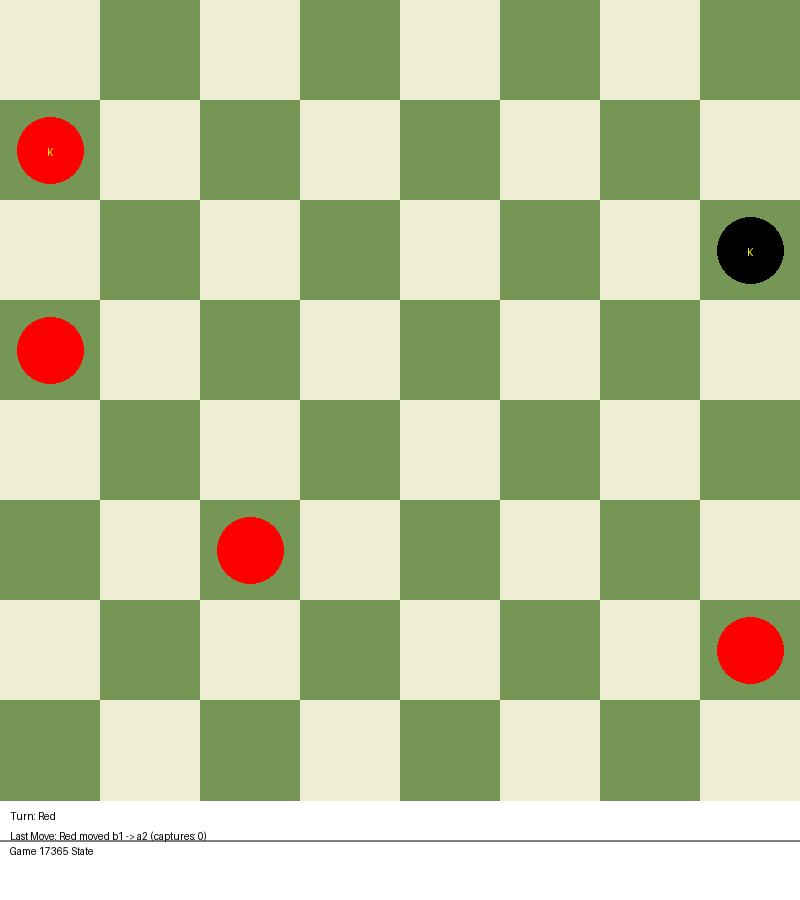 K
K
Turn: Red
Last Move: Red moved b1 -> a2 (captures: 0)
Game 17365 State